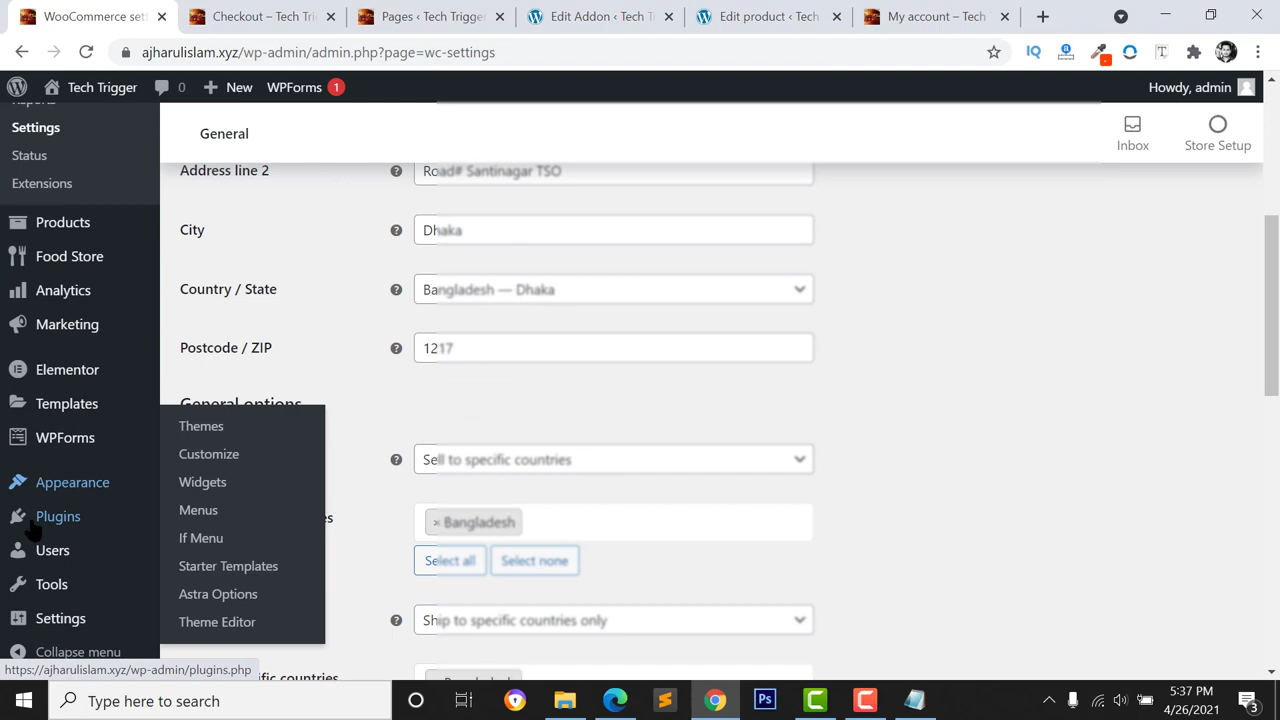 WooCommerce set
Checkout – Tech Trigger
Pages ‹ Tech Trigger
Edit Addon ‹ Tech T
Edit product ‹ Tech
My account – Tech
ajharulislam.xyz/wp-admin/admin.php?page=wc-settings
Tech Trigger
0
New
WPForms 1
Howdy, admin
Reports
Settings
Status
Extensions
Products
Food Store
Analytics
Marketing
Elementor
Templates
WPForms
Appearance
Plugins
Users
Tools
Settings
Collapse menu
General
Inbox
Store Setup
Address line 2
Road# Santinagar TSO
City
Dhaka
Country / State
Bangladesh — Dhaka
Postcode / ZIP
1217
General options
Sell to specific countries
× Bangladesh
Select all
Select none
Ship to specific countries only
Themes
Customize
Widgets
Menus
If Menu
Starter Templates
Astra Options
Theme Editor
https://ajharulislam.xyz/wp-admin/plugins.php
Type here to search
5:37 PM
4/26/2021
3